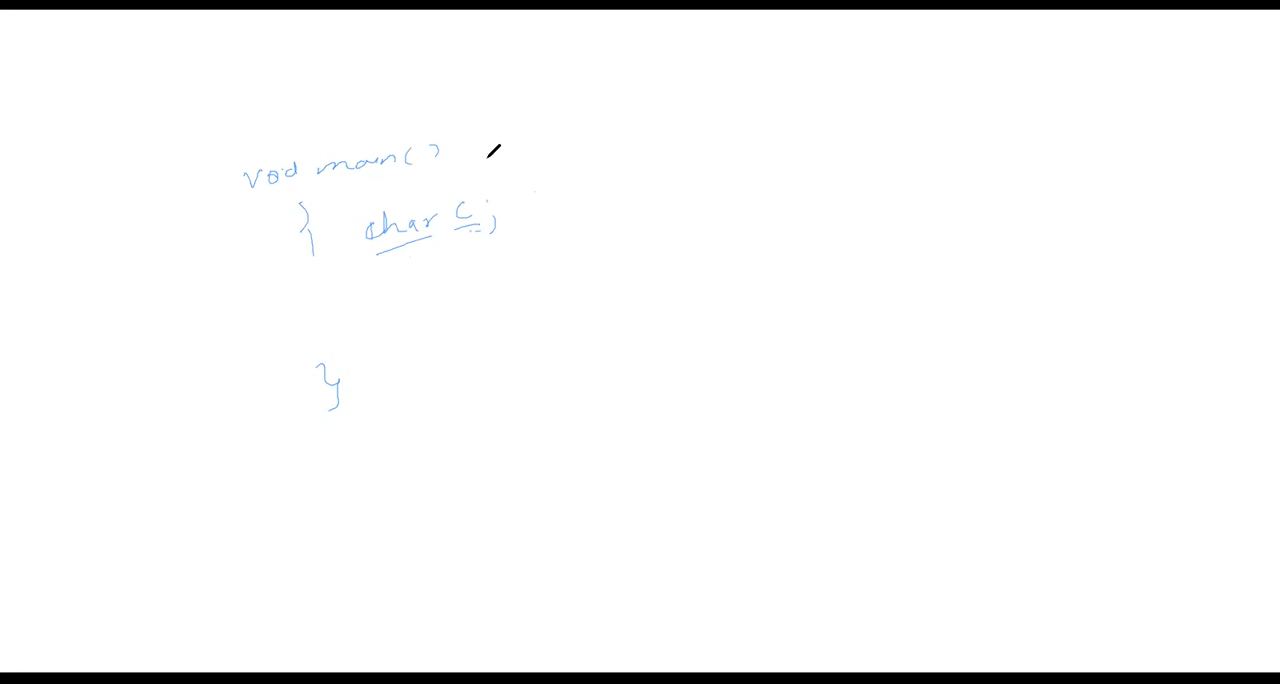 void main()
{ char c;
}